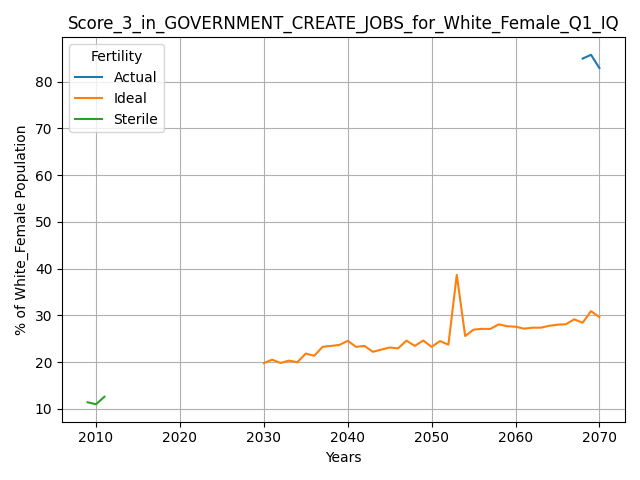 Score_3_in_GOVERNMENT_CREATE_JOBS_for_White_Female_Q1_IQ
Fertility
Actual
Ideal
Sterile
% of White_Female Population
80
70
60
50
40
30
20
10
2010 2020 2030 2040 2050 2060 2070
Years